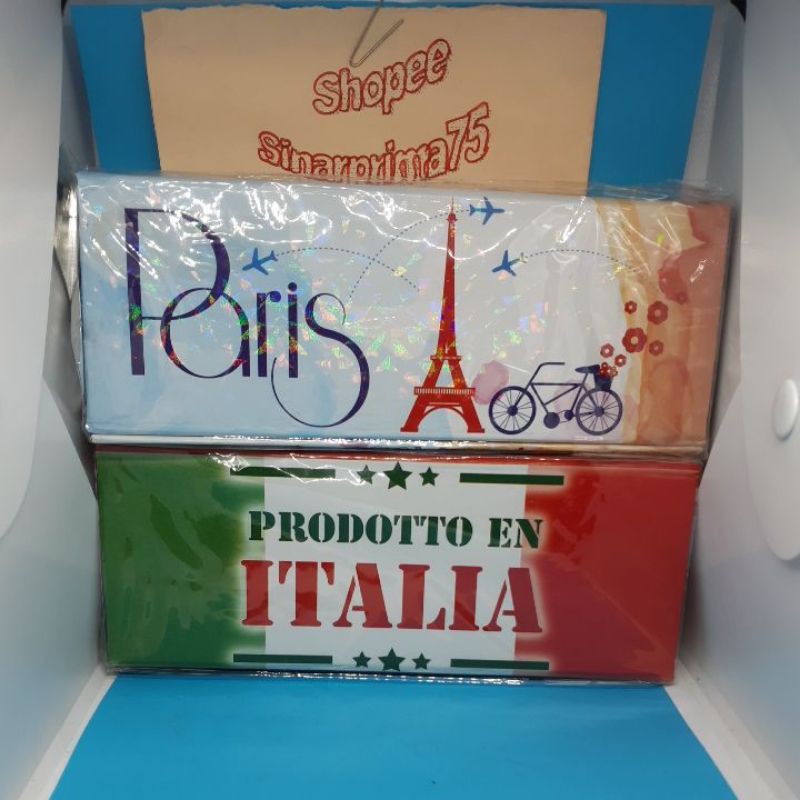 Shopee
Sinarprima75
Paris
PRODOTTO EN
ITALIA